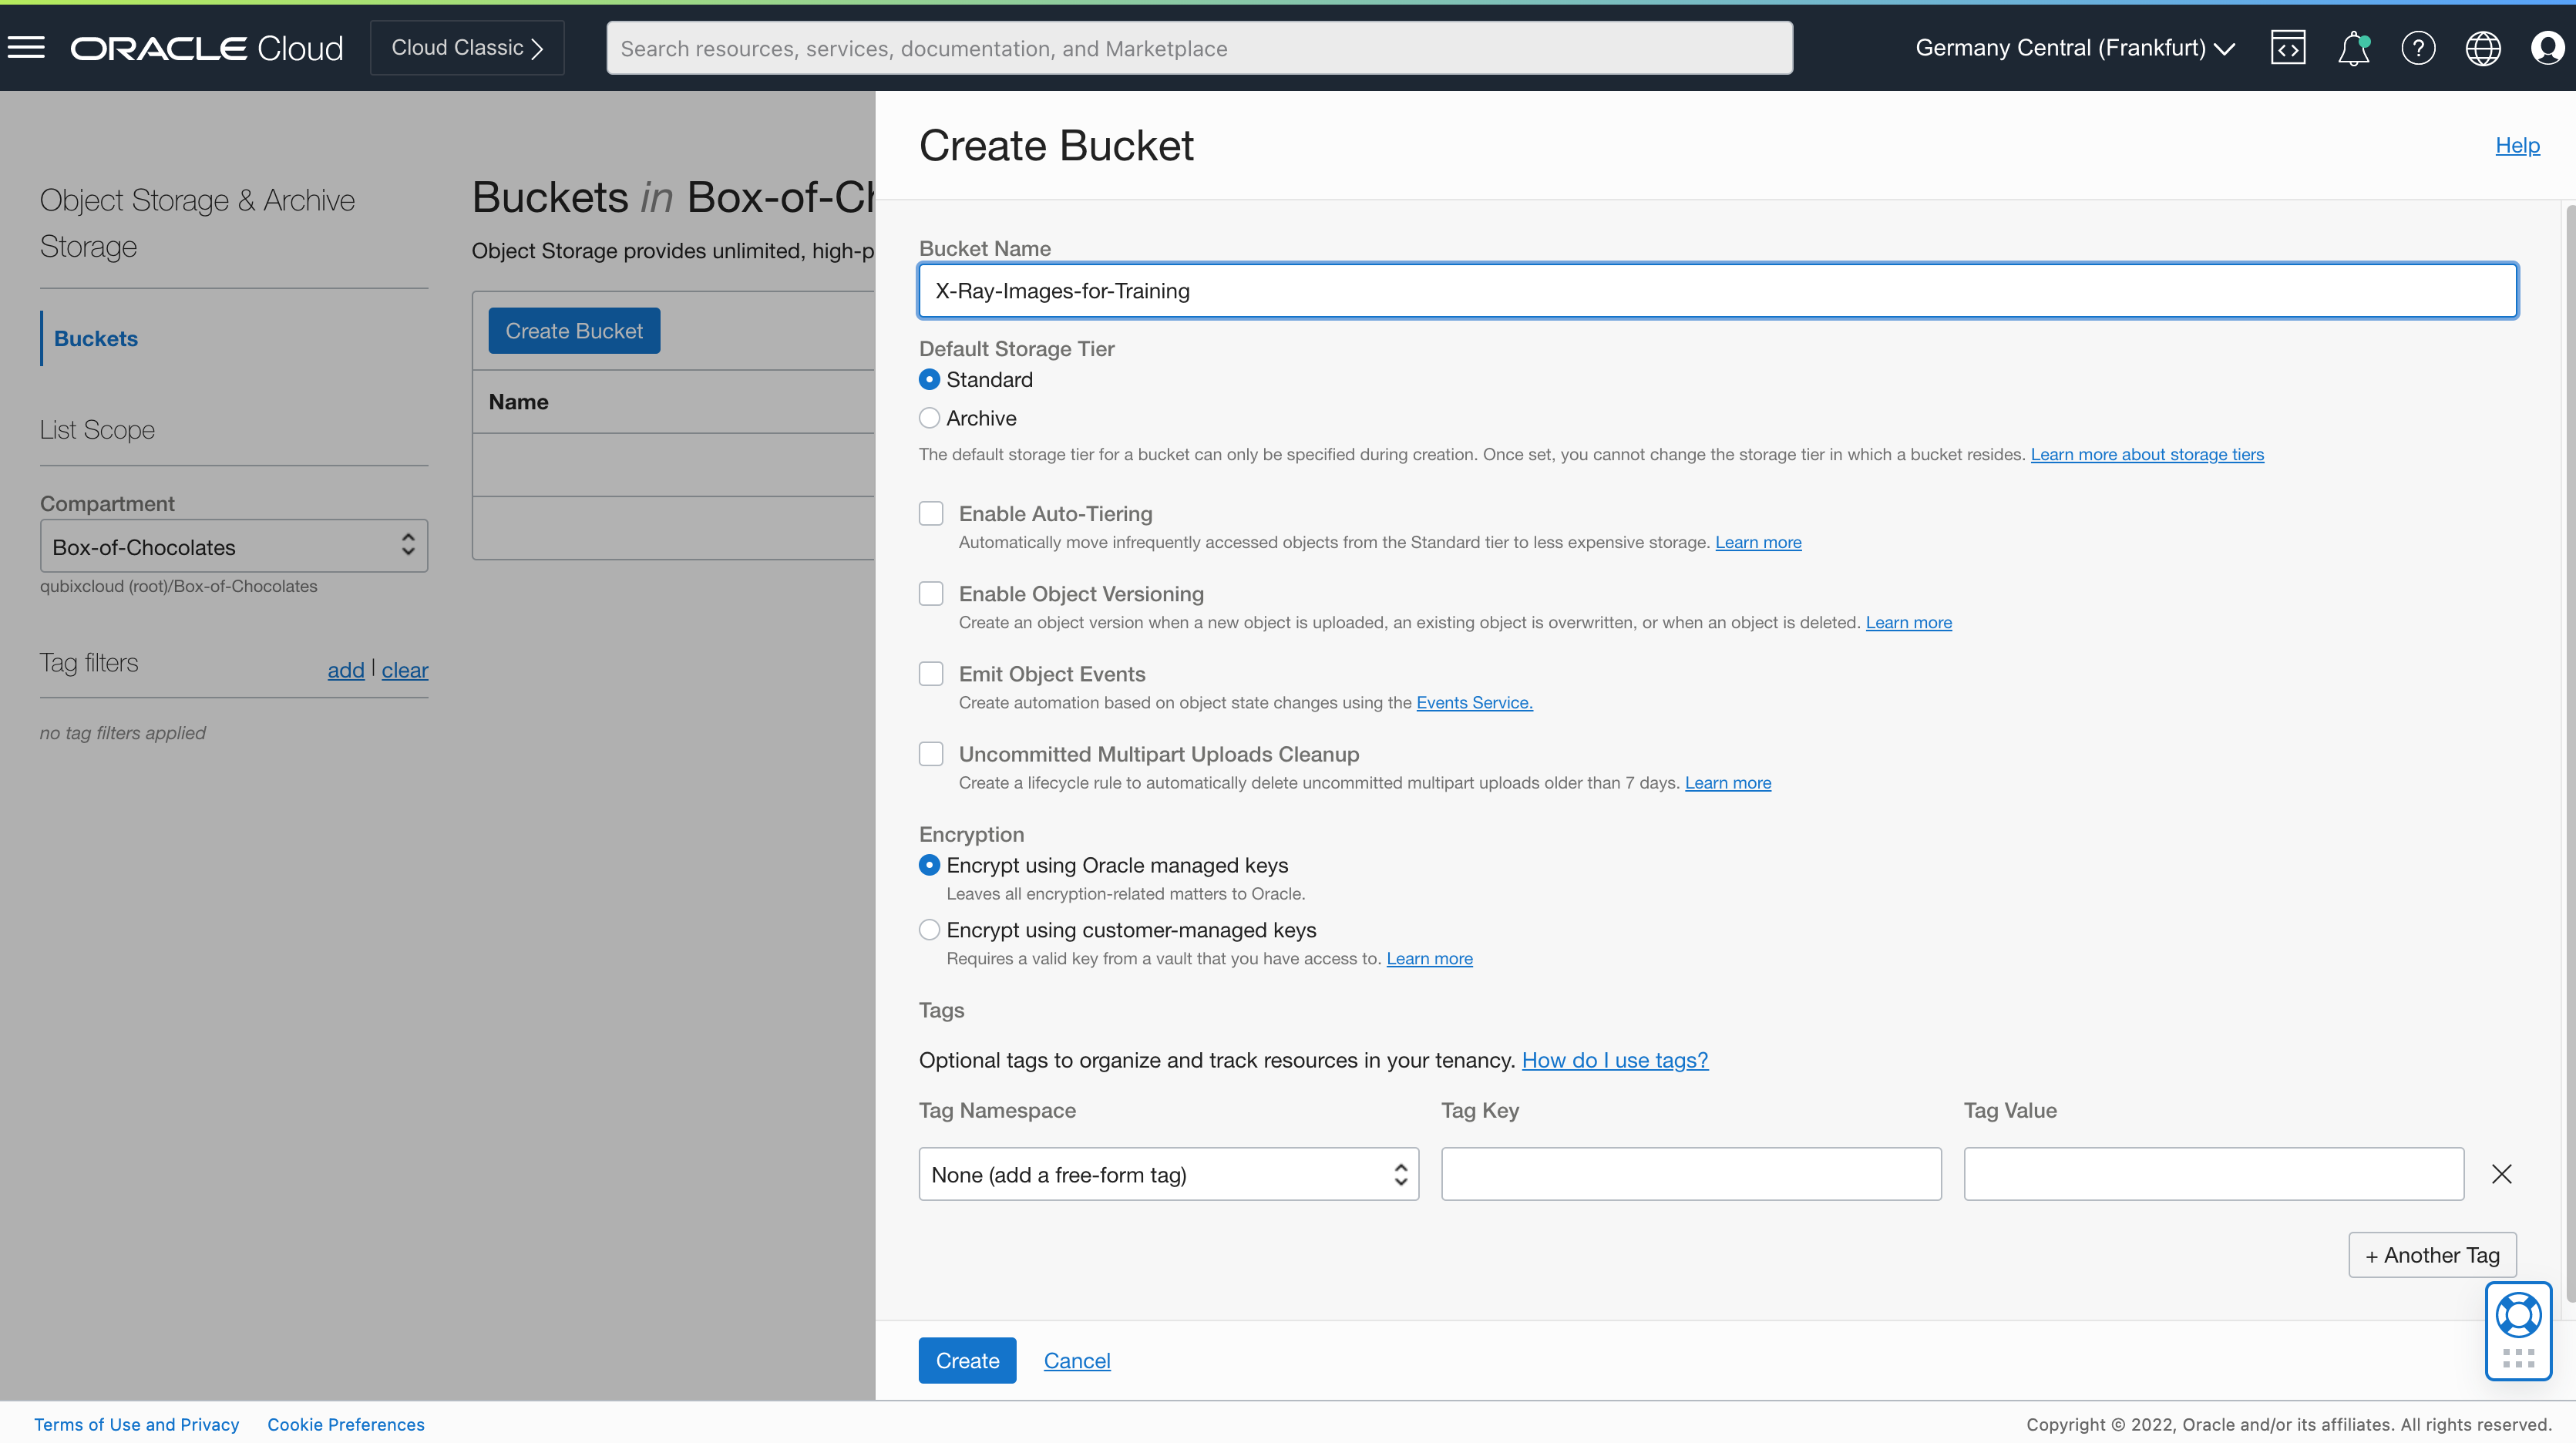 ORACLE Cloud
Cloud Classic
Search resources, services, documentation, and Marketplace
Germany Central (Frankfurt)
Object Storage & Archive
Storage
Buckets
List Scope
Compartment
Box-of-Chocolates
qubixcloud (root)/Box-of-Chocolates
Tag filters
add | clear
no tag filters applied
Buckets in Box-of-Ch
Object Storage provides unlimited, high-p
Create Bucket
Name
Create Bucket
Help
Bucket Name
X-Ray-Images-for-Training
Default Storage Tier
Standard
Archive
The default storage tier for a bucket can only be specified during creation. Once set, you cannot change the storage tier in which a bucket resides. Learn more about storage tiers
Enable Auto-Tiering
Automatically move infrequently accessed objects from the Standard tier to less expensive storage. Learn more
Enable Object Versioning
Create an object version when a new object is uploaded, an existing object is overwritten, or when an object is deleted. Learn more
Emit Object Events
Create automation based on object state changes using the Events Service.
Uncommitted Multipart Uploads Cleanup
Create a lifecycle rule to automatically delete uncommitted multipart uploads older than 7 days. Learn more
Encryption
Encrypt using Oracle managed keys
Leaves all encryption-related matters to Oracle.
Encrypt using customer-managed keys
Requires a valid key from a vault that you have access to. Learn more
Tags
Optional tags to organize and track resources in your tenancy. How do I use tags?
Tag Namespace Tag Key Tag Value
None (add a free-form tag)
+ Another Tag
Create Cancel
Terms of Use and Privacy Cookie Preferences
Copyright © 2022, Oracle and/or its affiliates. All rights reserved.